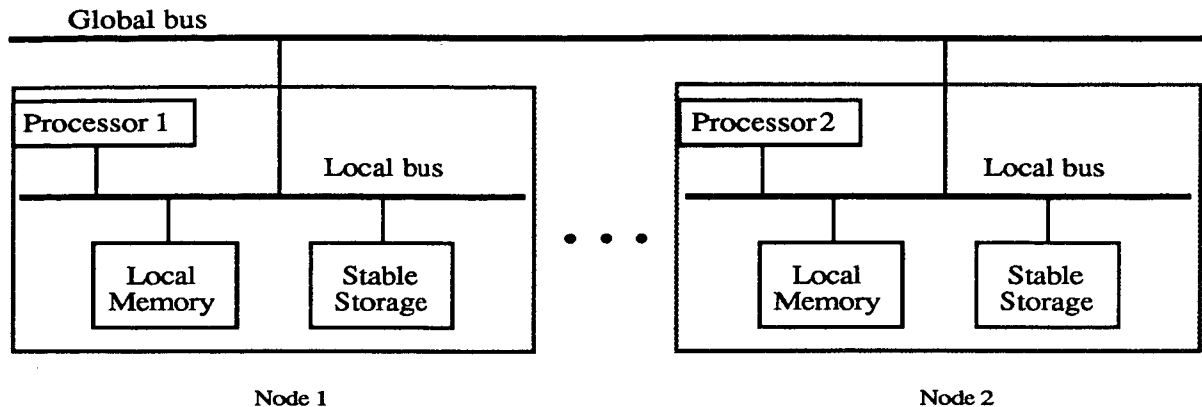 Global bus
Processor 1
Local bus
Local
Memory
Stable
Storage
Node 1
Processor 2
Local bus
Local
Memory
Stable
Storage
Node 2